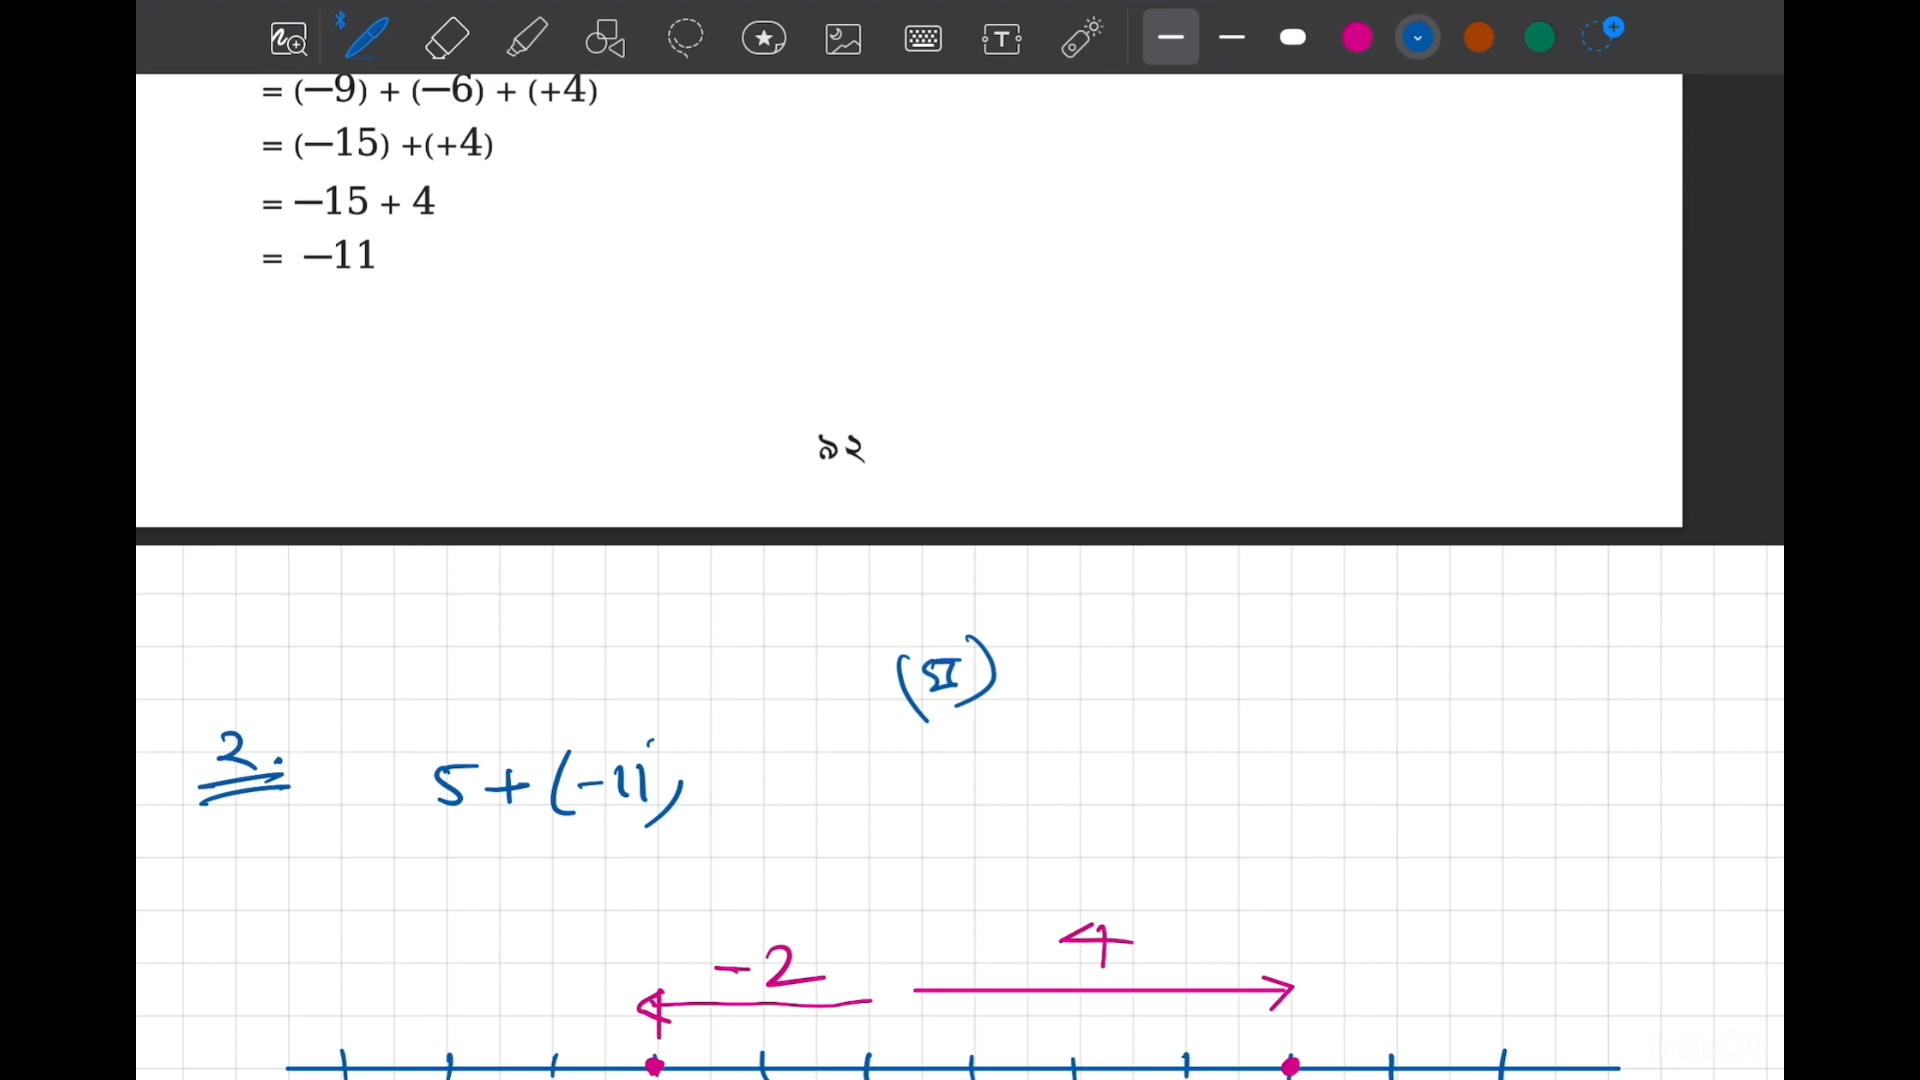 = (−9) + (−6) + (+4)
= (−15) +(+4)
= −15 + 4
= −11
৯২
2.
5 + (-11)
-2
4